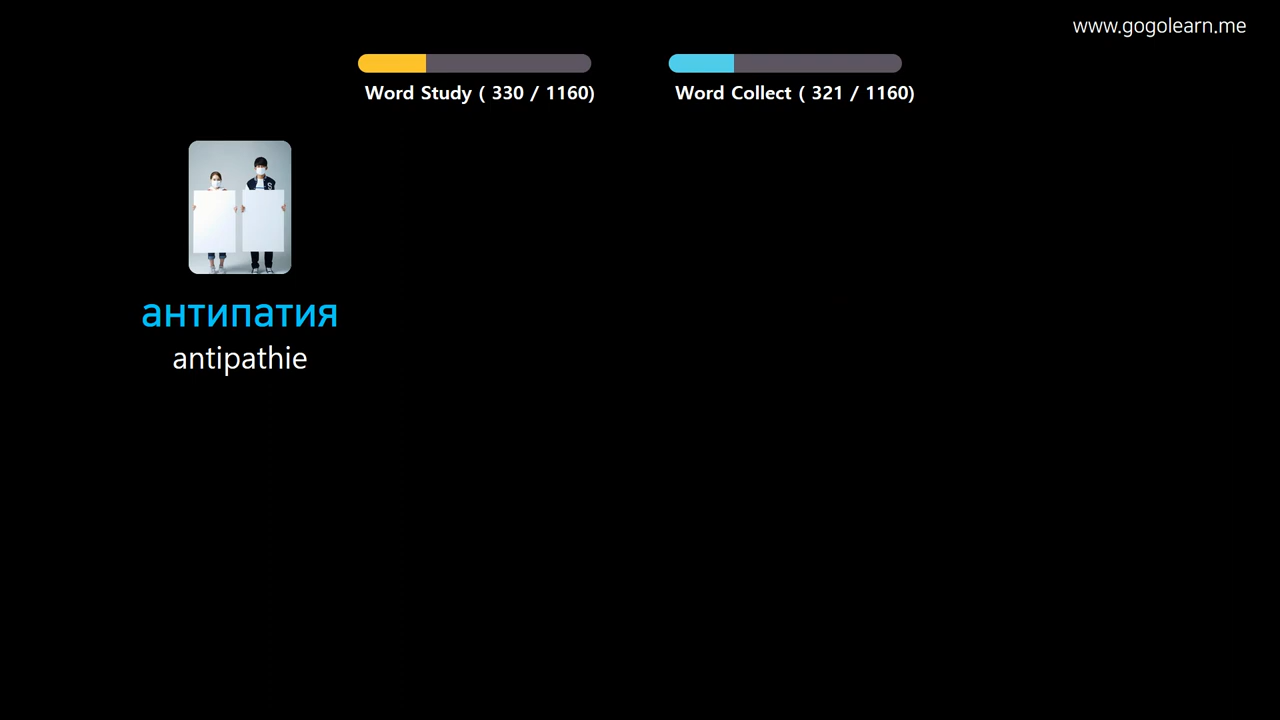 www.gogolearn.me
Word Study ( 330 / 1160)
Word Collect ( 321 / 1160)
антипатия
antipathie